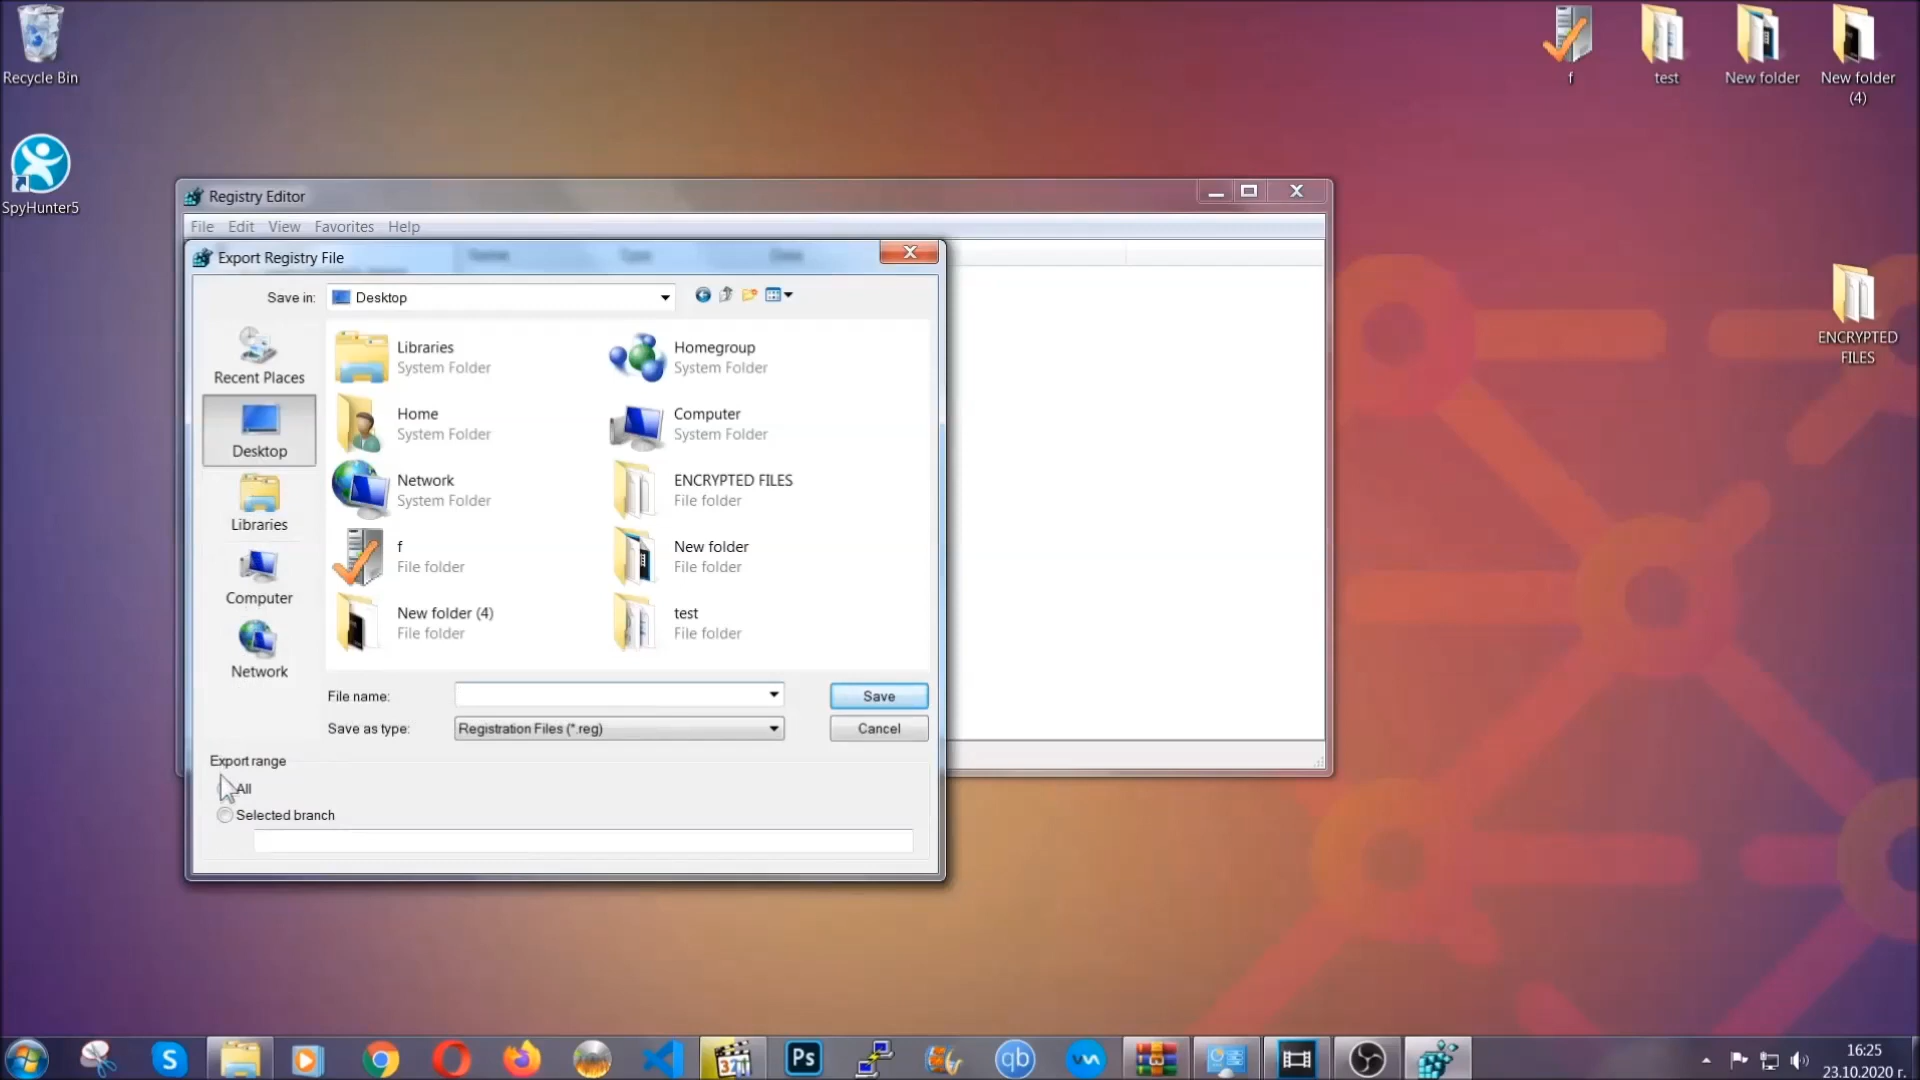 Recycle Bin
SpyHunter5
f
test
New folder
New folder
(4)
ENCRYPTED
FILES
Registry Editor
File Edit View Favorites Help
Export Registry File
Save in:
Desktop
Recent Places
Desktop
Libraries
Computer
Network
Libraries
System Folder
Homegroup
System Folder
Home
System Folder
Computer
System Folder
Network
System Folder
ENCRYPTED FILES
File folder
f
File folder
New folder
File folder
New folder (4)
File folder
test
File folder
File name:
Save
Save as type:
Registration Files (*.reg)
Cancel
Export range
All
Selected branch
S
321
Ps
qb
16:25
23.10.2020 г.